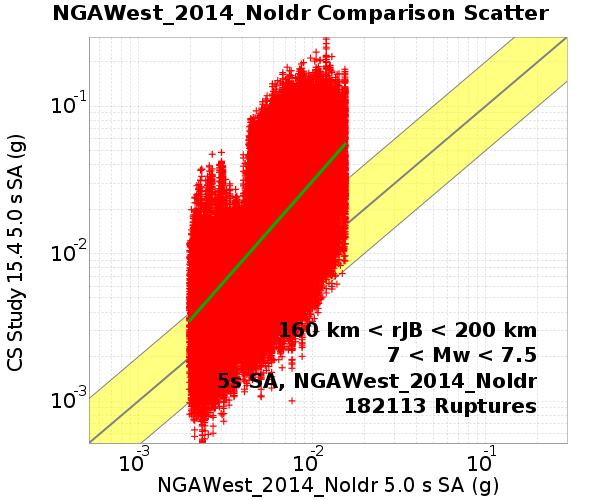 NGAWest_2014_NoIdr Comparison Scatter
CS Study 15.4 5.0 s SA (g)
10^-1
10^-2
10^-3
160 km < rJB < 200 km
7 < Mw < 7.5
5s SA, NGAWest_2014_NoIdr
182113 Ruptures
10^-3 10^-2 10^-1
NGAWest_2014_NoIdr 5.0 s SA (g)